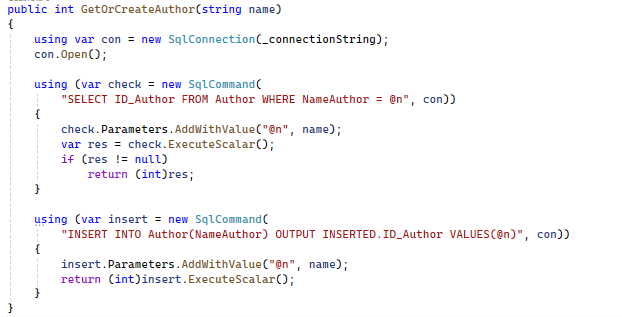 public int GetOrCreateAuthor(string name)
{
    using var con = new SqlConnection(_connectionString);
    con.Open();

    using (var check = new SqlCommand(
        "SELECT ID_Author FROM Author WHERE NameAuthor = @n", con))
    {
        check.Parameters.AddWithValue("@n", name);
        var res = check.ExecuteScalar();
        if (res != null)
            return (int)res;
    }

    using (var insert = new SqlCommand(
        "INSERT INTO Author(NameAuthor) OUTPUT INSERTED.ID_Author VALUES(@n)", con))
    {
        insert.Parameters.AddWithValue("@n", name);
        return (int)insert.ExecuteScalar();
    }
}